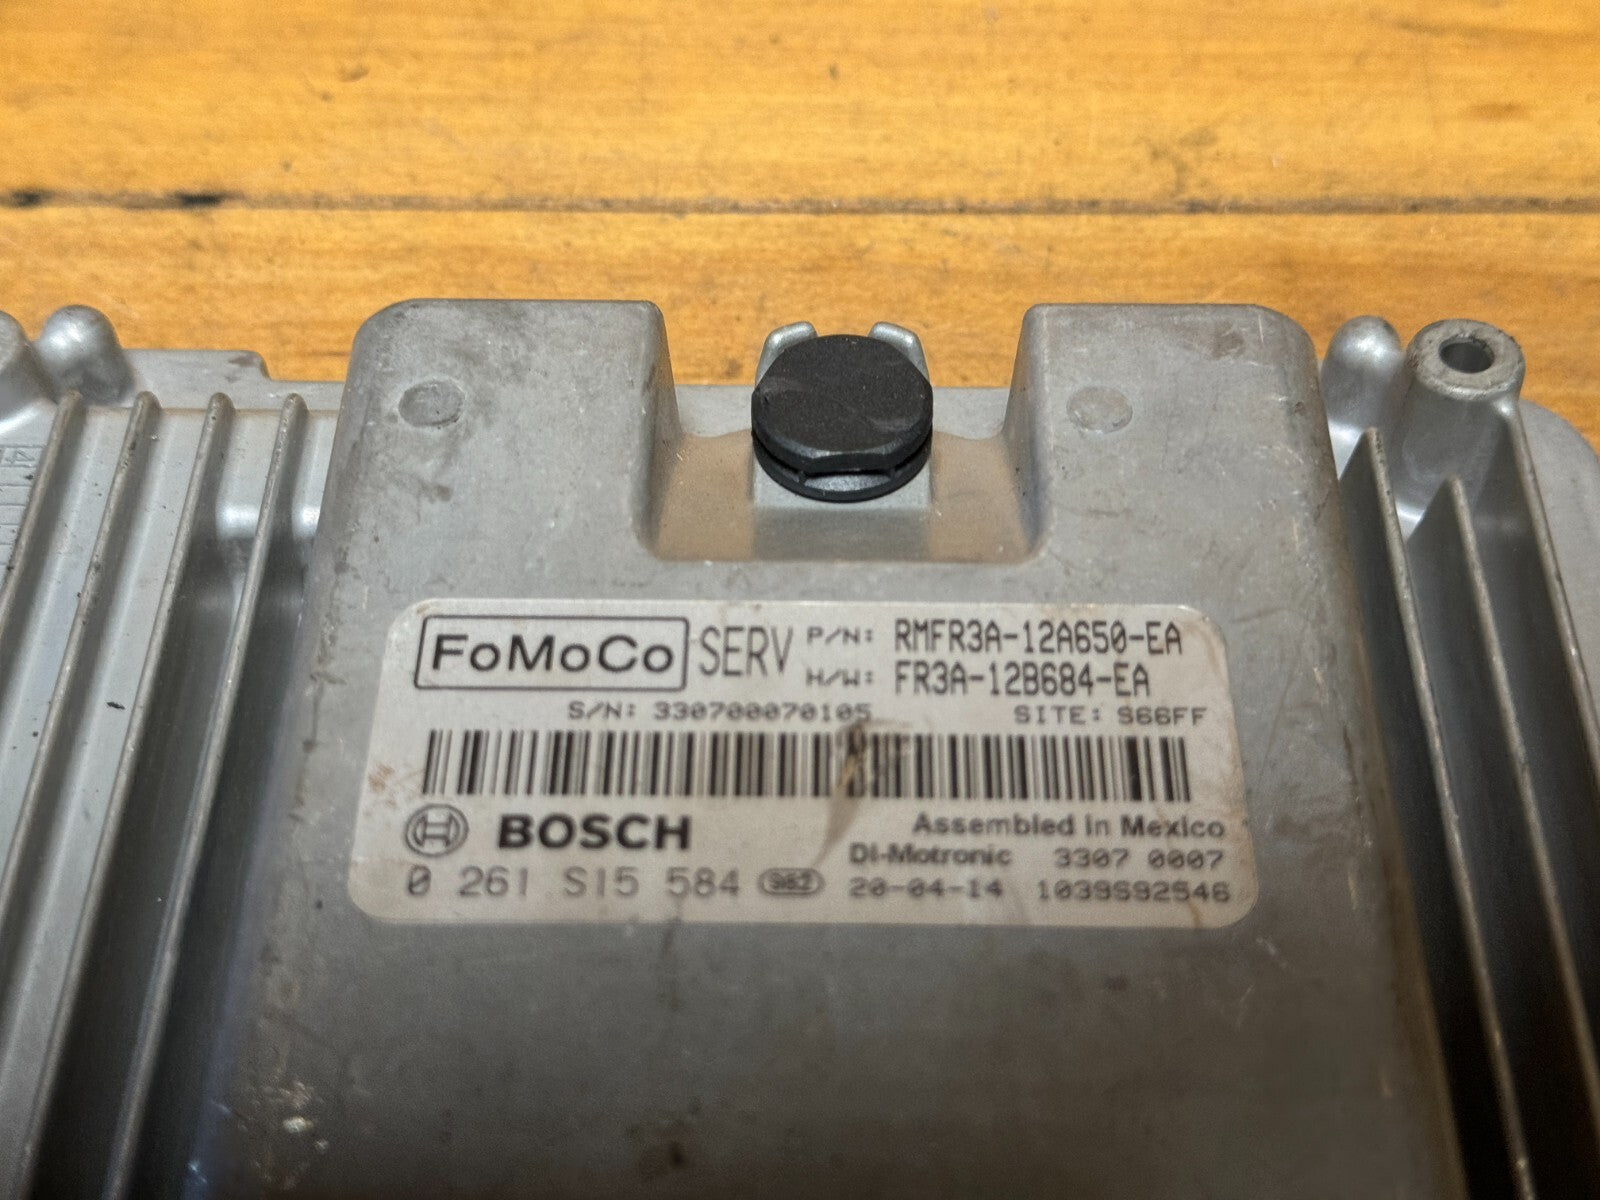 FoMoCo SERV P/N: RMFR3A-12A650-EA
H/W: FR3A-12B684-EA
S/N: 330700070105 SITE: S66FF
BOSCH
Assembled in Mexico
DI-Motronic 3307 0007
0 261 S15 584 982 20-04-14 1039S92546